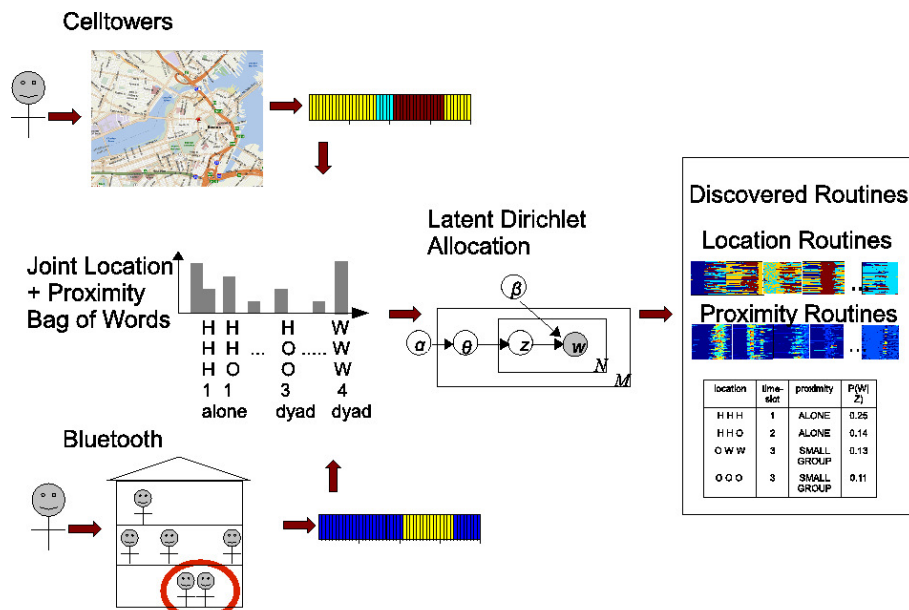 Celltowers
Latent Dirichlet
Allocation
Joint Location
+ Proximity
Bag of Words
H H H W
H H O W
H O ... O ..... W
1 1 3 4
alone dyad dyad
α θ z w
β
N
M
Bluetooth
Discovered Routines
Location Routines
...
Proximity Routines
...
location time-slot proximity P(W|Z)
H H H 1 ALONE 0.25
H H O 2 ALONE 0.14
O W W 3 SMALL GROUP 0.13
O O O 3 SMALL GROUP 0.11